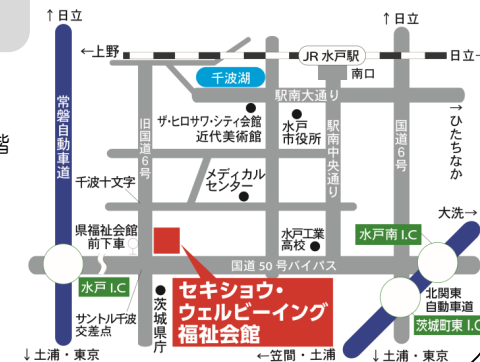 ↑日立
↑日立
←上野
JR 水戸駅
日立→
南口
千波湖
駅南大通り
常磐自動車道
旧国道6号
ザ・ヒロサワ・シティ会館
近代美術館
水戸
市役所
駅南中央通り
国道6号
→ひたちなか
階
千波十文字
メディカル
センター
大洗→
県福祉会館
前下車
水戸工業
高校
水戸南 I.C
国道 50 号バイパス
水戸 I.C
セキショウ・
ウェルビーイング
福祉会館
北関東
自動車道
サントル千波
交差点
茨城県庁
茨城町東 I.C
↓土浦・東京
←笠間・土浦
↓土浦・東京